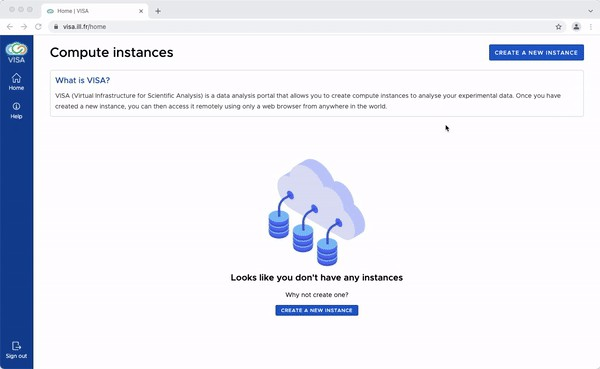 Home | VISA
visa.ill.fr/home
VISA
Home
Help
Sign out
Compute instances
CREATE A NEW INSTANCE
What is VISA?
VISA (Virtual Infrastructure for Scientific Analysis) is a data analysis portal that allows you to create compute instances to analyse your experimental data. Once you have
created a new instance, you can then access it remotely using only a web browser from anywhere in the world.
Looks like you don't have any instances
Why not create one?
CREATE A NEW INSTANCE